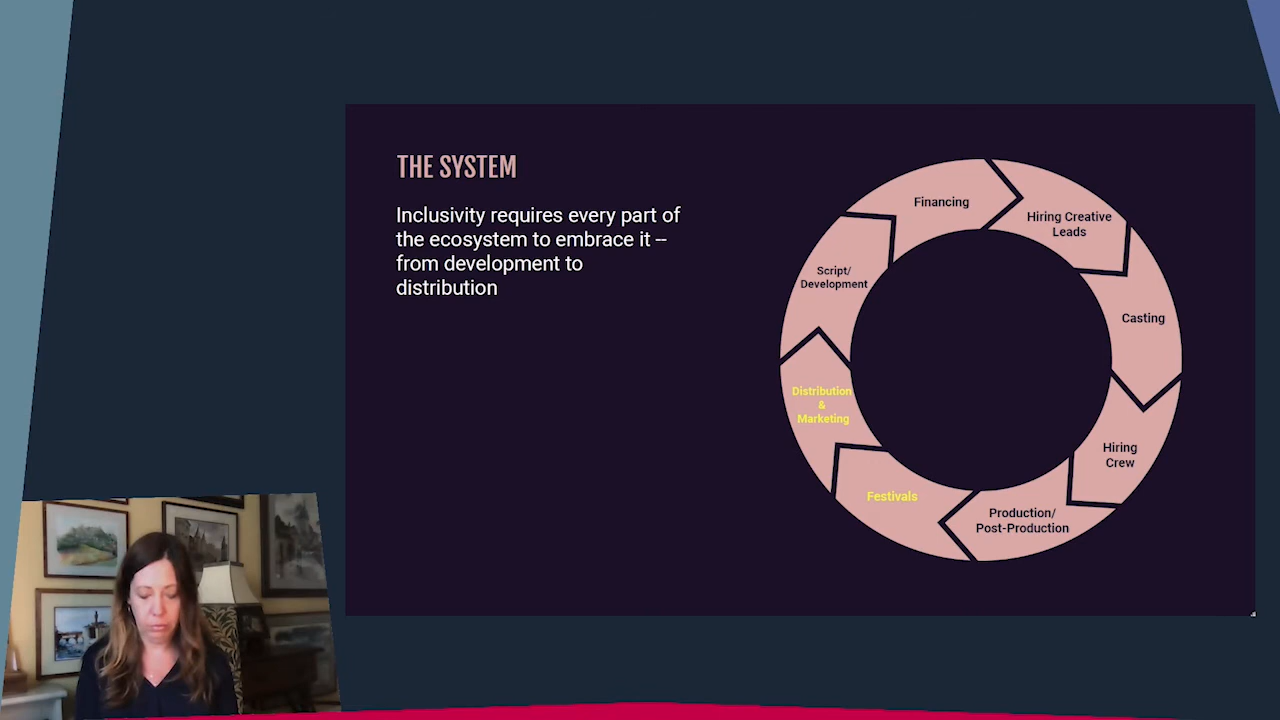 THE SYSTEM
Inclusivity requires every part of
the ecosystem to embrace it –
from development to
distribution
Financing
Hiring Creative
Leads
Casting
Hiring
Crew
Production/
Post-Production
Festivals
Distribution
&
Marketing
Script/
Development